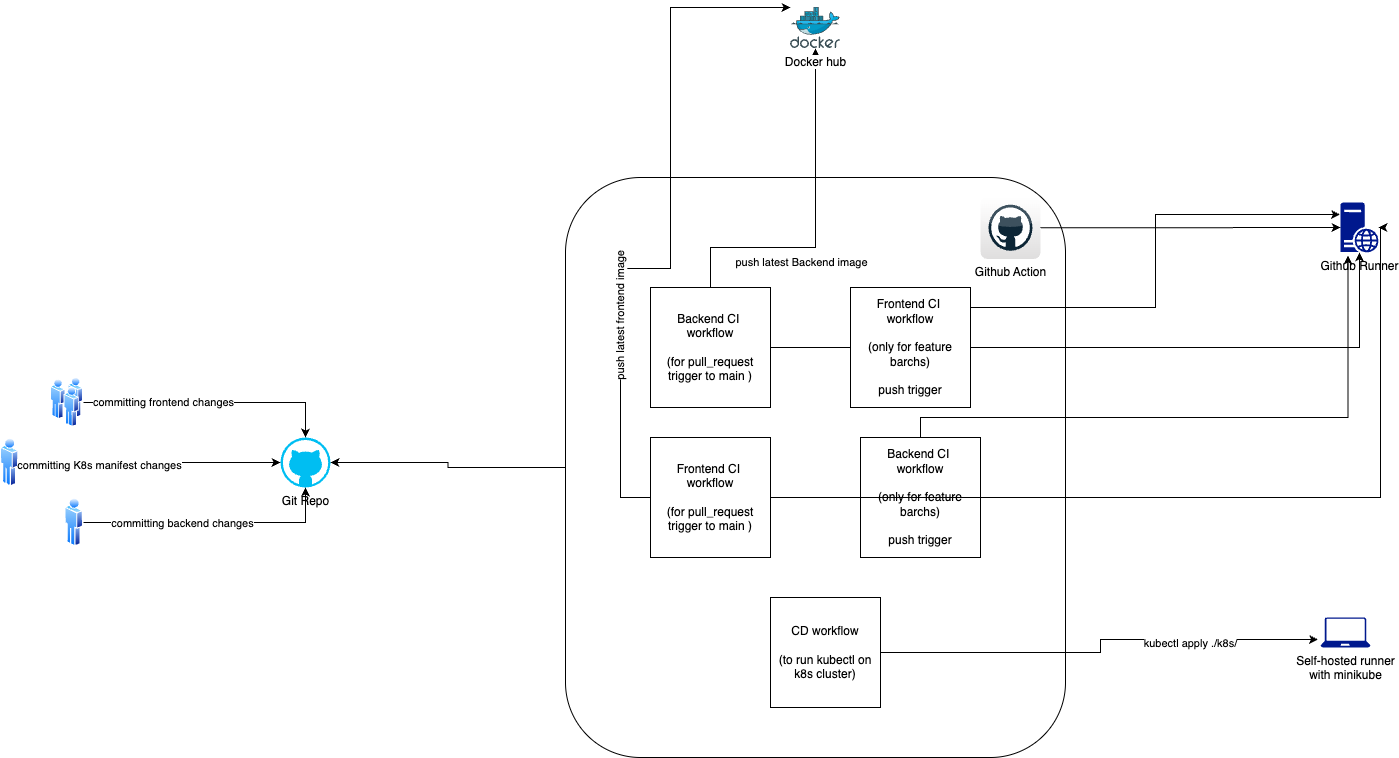 docker
Docker hub
Github Action
Github Runner
push latest Backend image
push latest frontend image
Backend CI
workflow
(for pull_request
trigger to main )
Frontend CI
workflow
(only for feature
barchs)
push trigger
committing frontend changes
committing K8s manifest changes
Git Repo
committing backend changes
Frontend CI
workflow
(for pull_request
trigger to main )
Backend CI
workflow
(only for feature
barchs)
push trigger
CD workflow
(to run kubectl on
k8s cluster)
kubectl apply ./k8s/
Self-hosted runner
with minikube